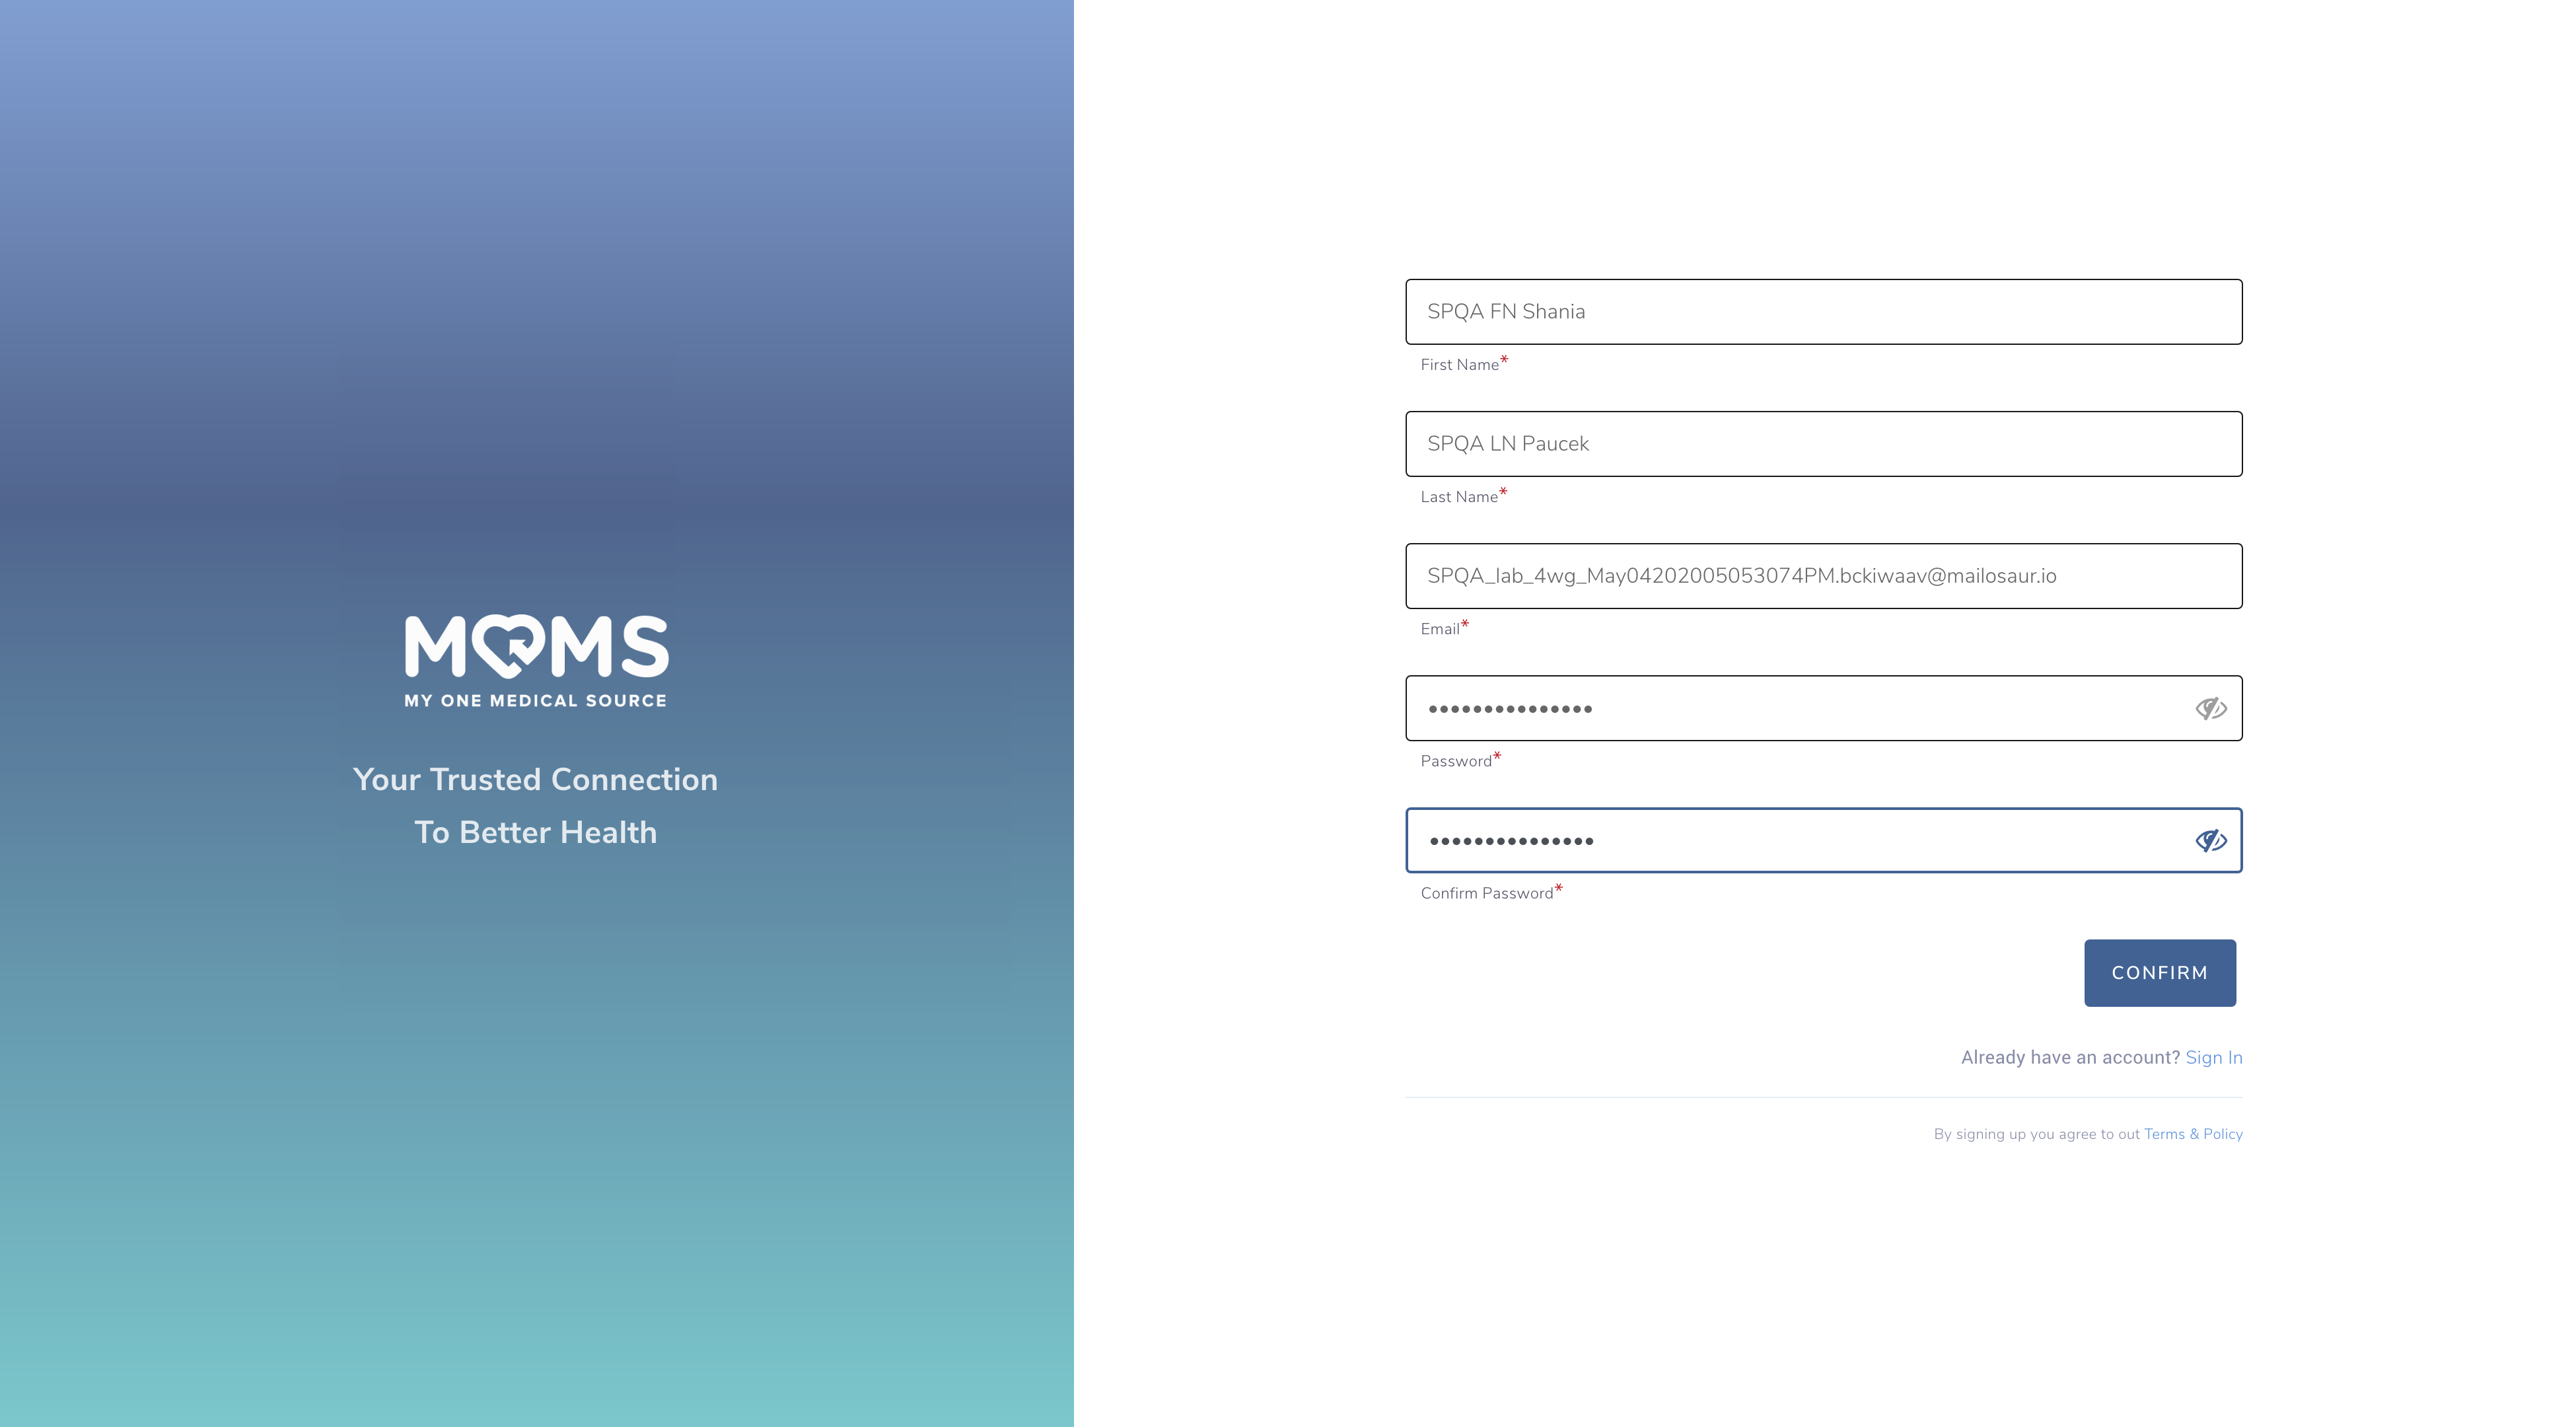 MOMS
MY ONE MEDICAL SOURCE
Your Trusted Connection
To Better Health
SPQA FN Shania
First Name*
SPQA LN Paucek
Last Name*
SPQA_lab_4wg_May04202005053074PM.bckiwaav@mailosaur.io
Email*
•••••••••••••••
Password*
•••••••••••••••
Confirm Password*
CONFIRM
Already have an account? Sign In
By signing up you agree to out Terms & Policy